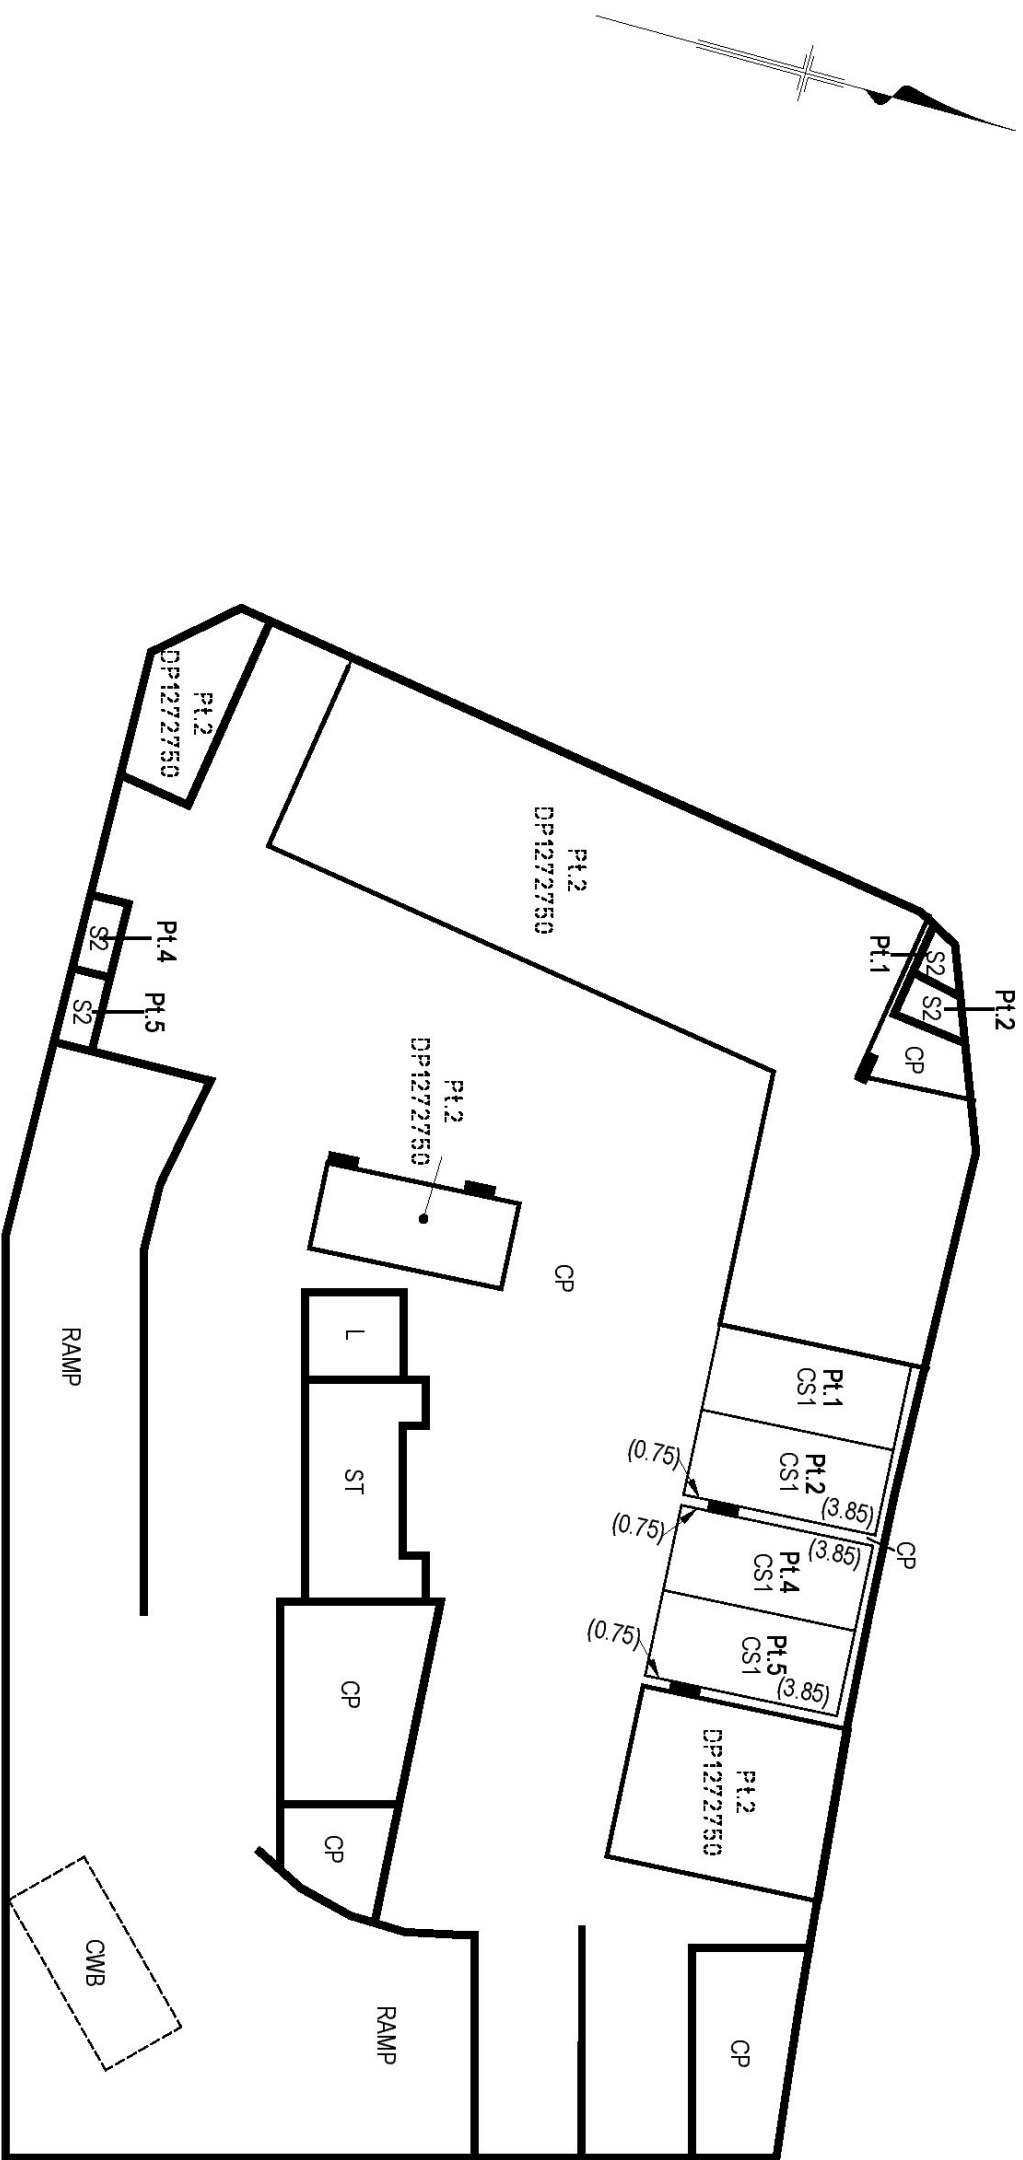 Pt.2
DP1272750
Pt.2
DP1272750
Pt.1
S2
Pt.2
S2
CP
Pt.4
S2
Pt.5
S2
Pt.2
DP1272750
CP
RAMP
L
ST
Pt.1
CS1
Pt.2
CS1
(0.75)
(3.85)
(0.75)
(3.85)
CP
Pt.4
CS1
Pt.5
CS1
(0.75)
(3.85)
CP
Pt.2
DP1272750
CP
CWB
RAMP
CP